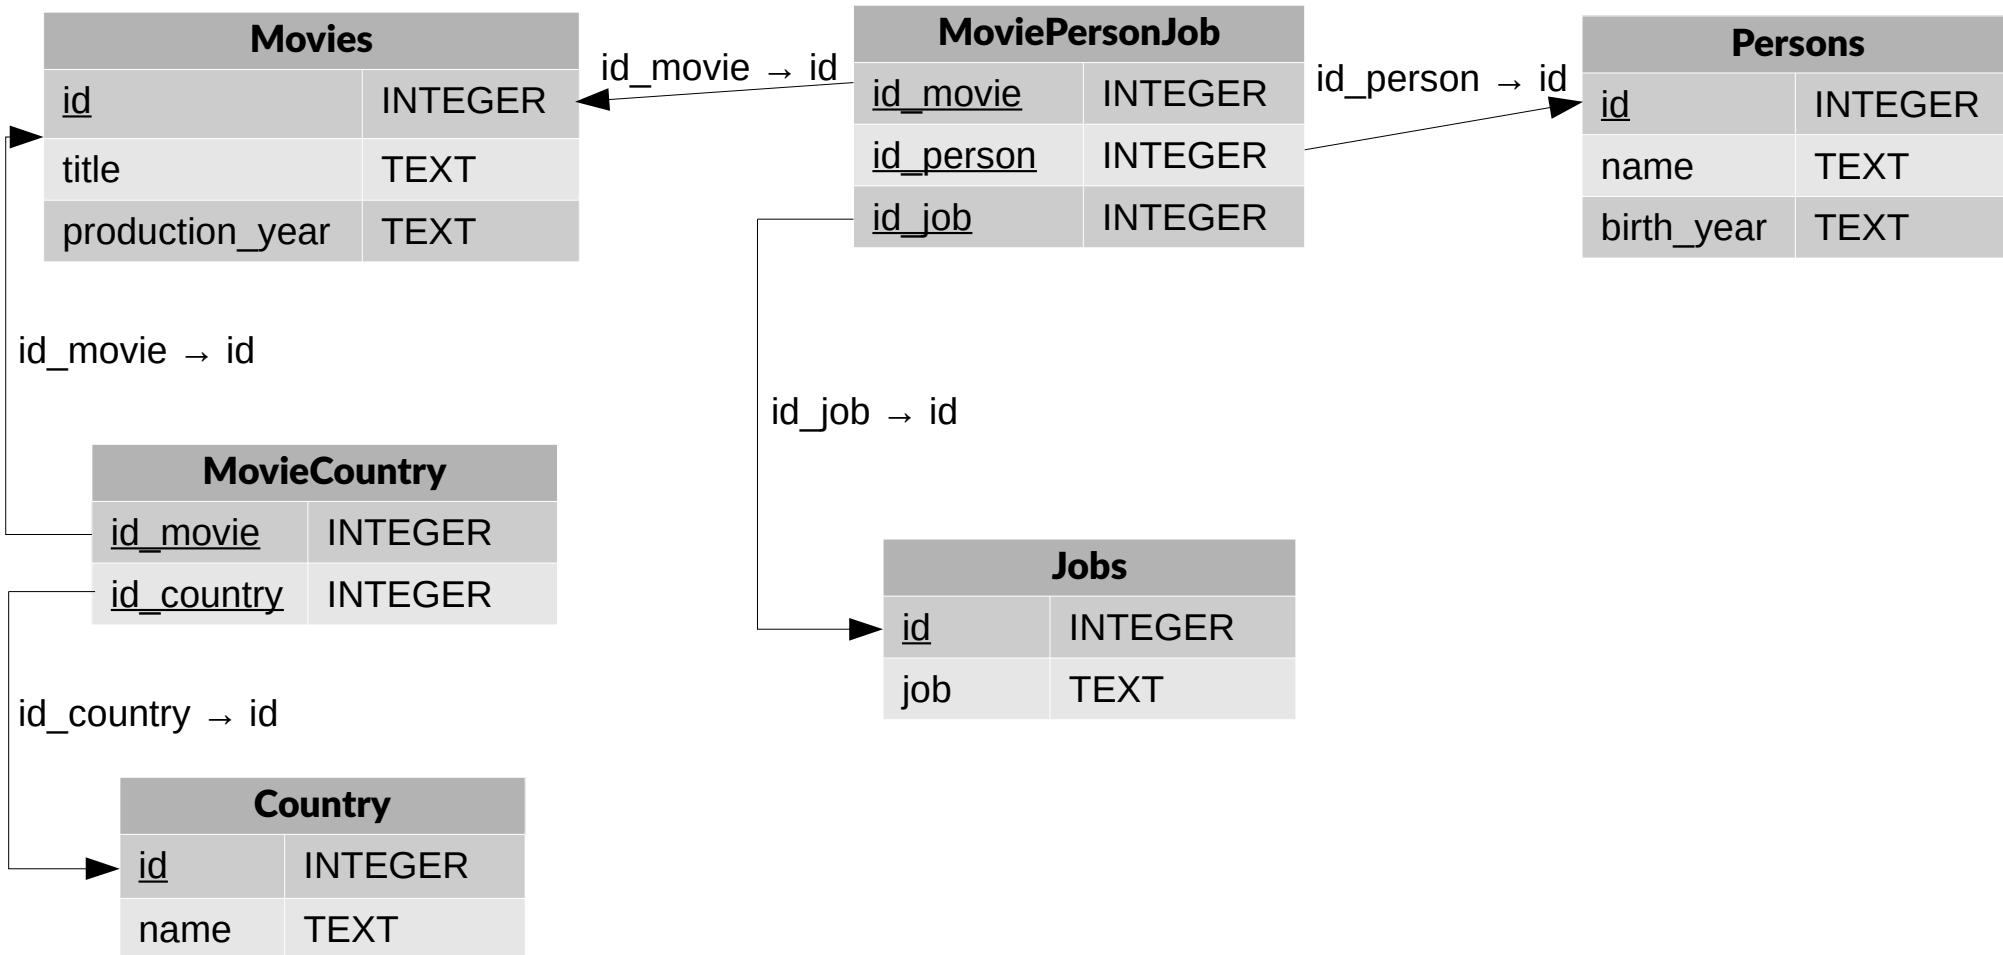 Movies
id INTEGER
title TEXT
production_year TEXT
id_movie → id
MoviePersonJob
id_movie INTEGER
id_person INTEGER
id_job INTEGER
id_person → id
Persons
id INTEGER
name TEXT
birth_year TEXT
id_movie → id
id_job → id
MovieCountry
id_movie INTEGER
id_country INTEGER
Jobs
id INTEGER
job TEXT
id_country → id
Country
id INTEGER
name TEXT